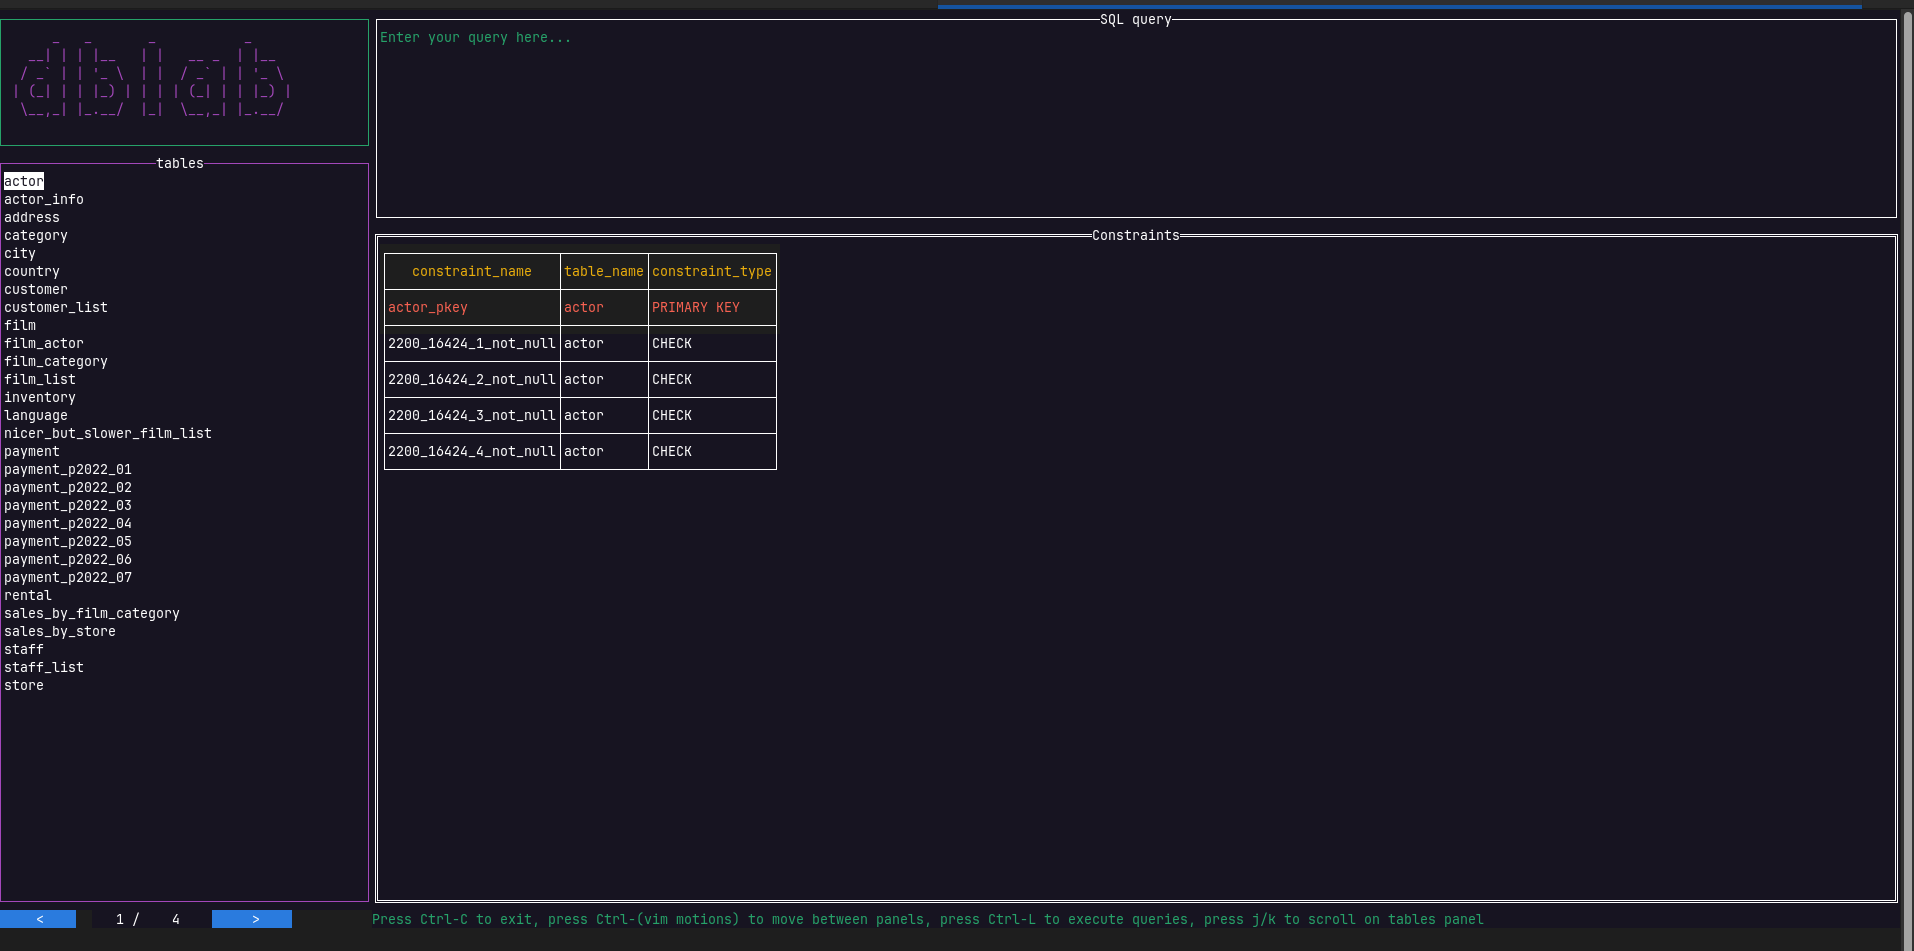 dblab
tables
actor
actor_info
address
category
city
country
customer
customer_list
film
film_actor
film_category
film_list
inventory
language
nicer_but_slower_film_list
payment
payment_p2022_01
payment_p2022_02
payment_p2022_03
payment_p2022_04
payment_p2022_05
payment_p2022_06
payment_p2022_07
rental
sales_by_film_category
sales_by_store
staff
staff_list
store
SQL query
Enter your query here...
Constraints
constraint_name table_name constraint_type
actor_pkey actor PRIMARY KEY
2200_16424_1_not_null actor CHECK
2200_16424_2_not_null actor CHECK
2200_16424_3_not_null actor CHECK
2200_16424_4_not_null actor CHECK
< 1 / 4 >
Press Ctrl-C to exit, press Ctrl-(vim motions) to move between panels, press Ctrl-L to execute queries, press j/k to scroll on tables panel